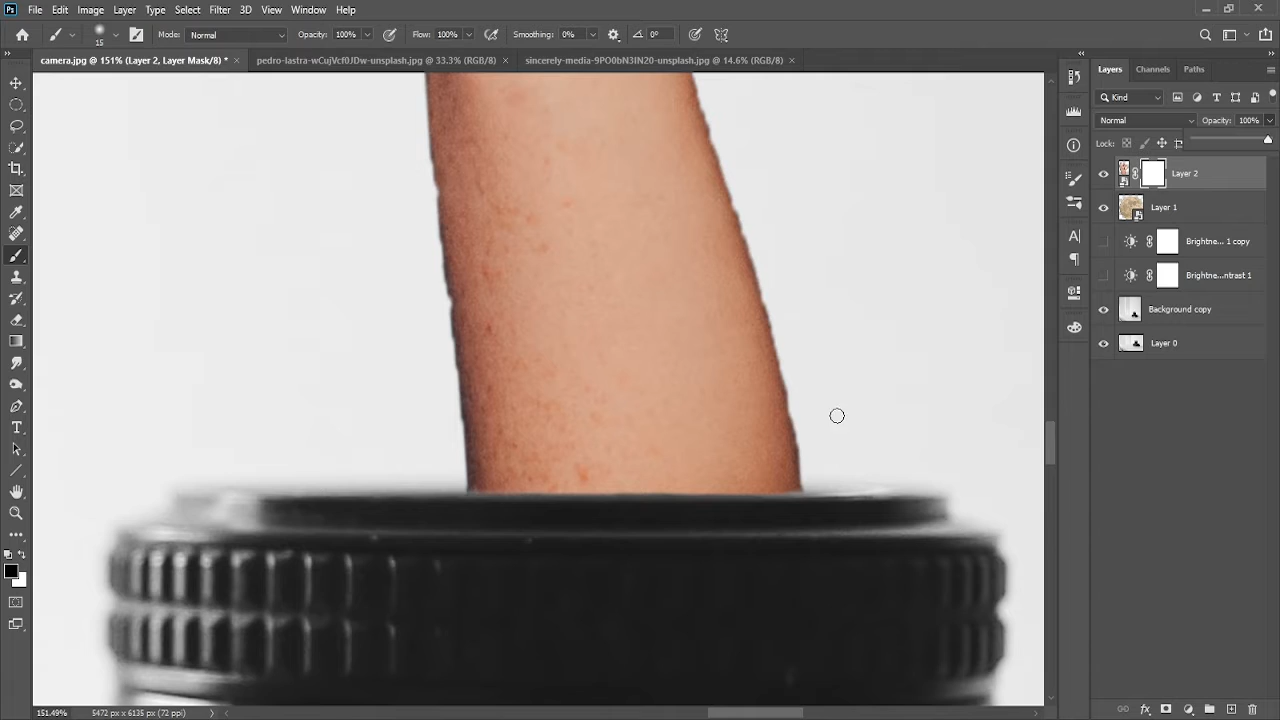 Ps File Edit Image Layer Type Select Filter 3D View Window Help
15 Mode: Normal Opacity: 100% Flow: 100% Smoothing: 0% 0°
camera.jpg @ 151% (Layer 2, Layer Mask/8) * × pedro-lastra-wCujVcf0JDw-unsplash.jpg @ 33.3% (RGB/8) × sincerely-media-9PO0bN3IN20-unsplash.jpg @ 14.6% (RGB/8) ×
Layers Channels Paths
Kind
Normal Opacity: 100%
Lock:
Layer 2
Layer 1
Brightne... 1 copy
Brightne...ntrast 1
Background copy
Layer 0
151.49% 5472 px x 6135 px (72 ppi)
fx